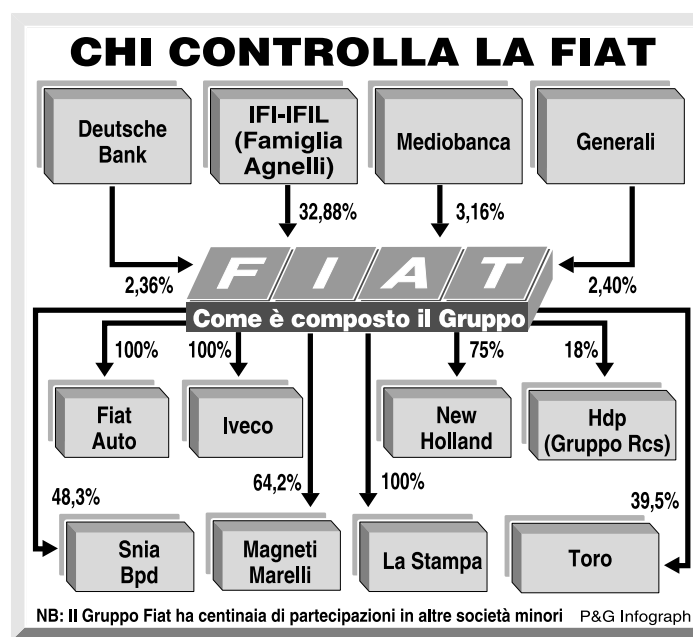 CHI CONTROLLA LA FIAT
Deutsche
Bank
IFI-IFIL
(Famiglia
Agnelli)
Mediobanca
Generali
32,88%
3,16%
2,36%
2,40%
FIAT
Come è composto il Gruppo
100%
100%
75%
18%
Fiat
Auto
Iveco
New
Holland
Hdp
(Gruppo Rcs)
48,3%
64,2%
100%
39,5%
Snia
Bpd
Magneti
Marelli
La Stampa
Toro
NB: Il Gruppo Fiat ha centinaia di partecipazioni in altre società minori P&G Infograph